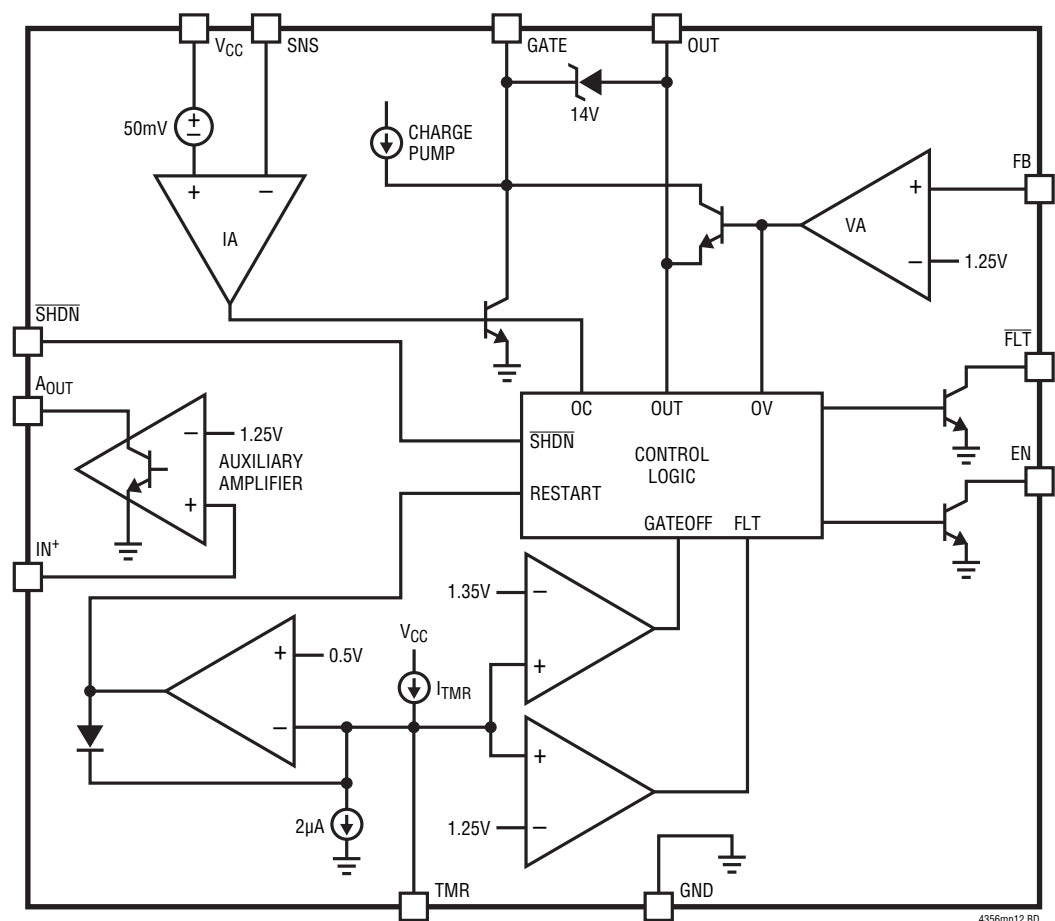 VCC
SNS
GATE
OUT
50mV
+
−
14V
CHARGE
PUMP
FB
+
−
IA
+
VA
−
1.25V
SHDN
FLT
AOUT
−
1.25V
AUXILIARY
AMPLIFIER
+
OC
OUT
OV
SHDN
CONTROL
LOGIC
RESTART
GATEOFF
FLT
EN
IN+
1.35V
−
+
VCC
ITMR
+
0.5V
−
+
1.25V
−
2µA
TMR
GND
4356mp12 BD